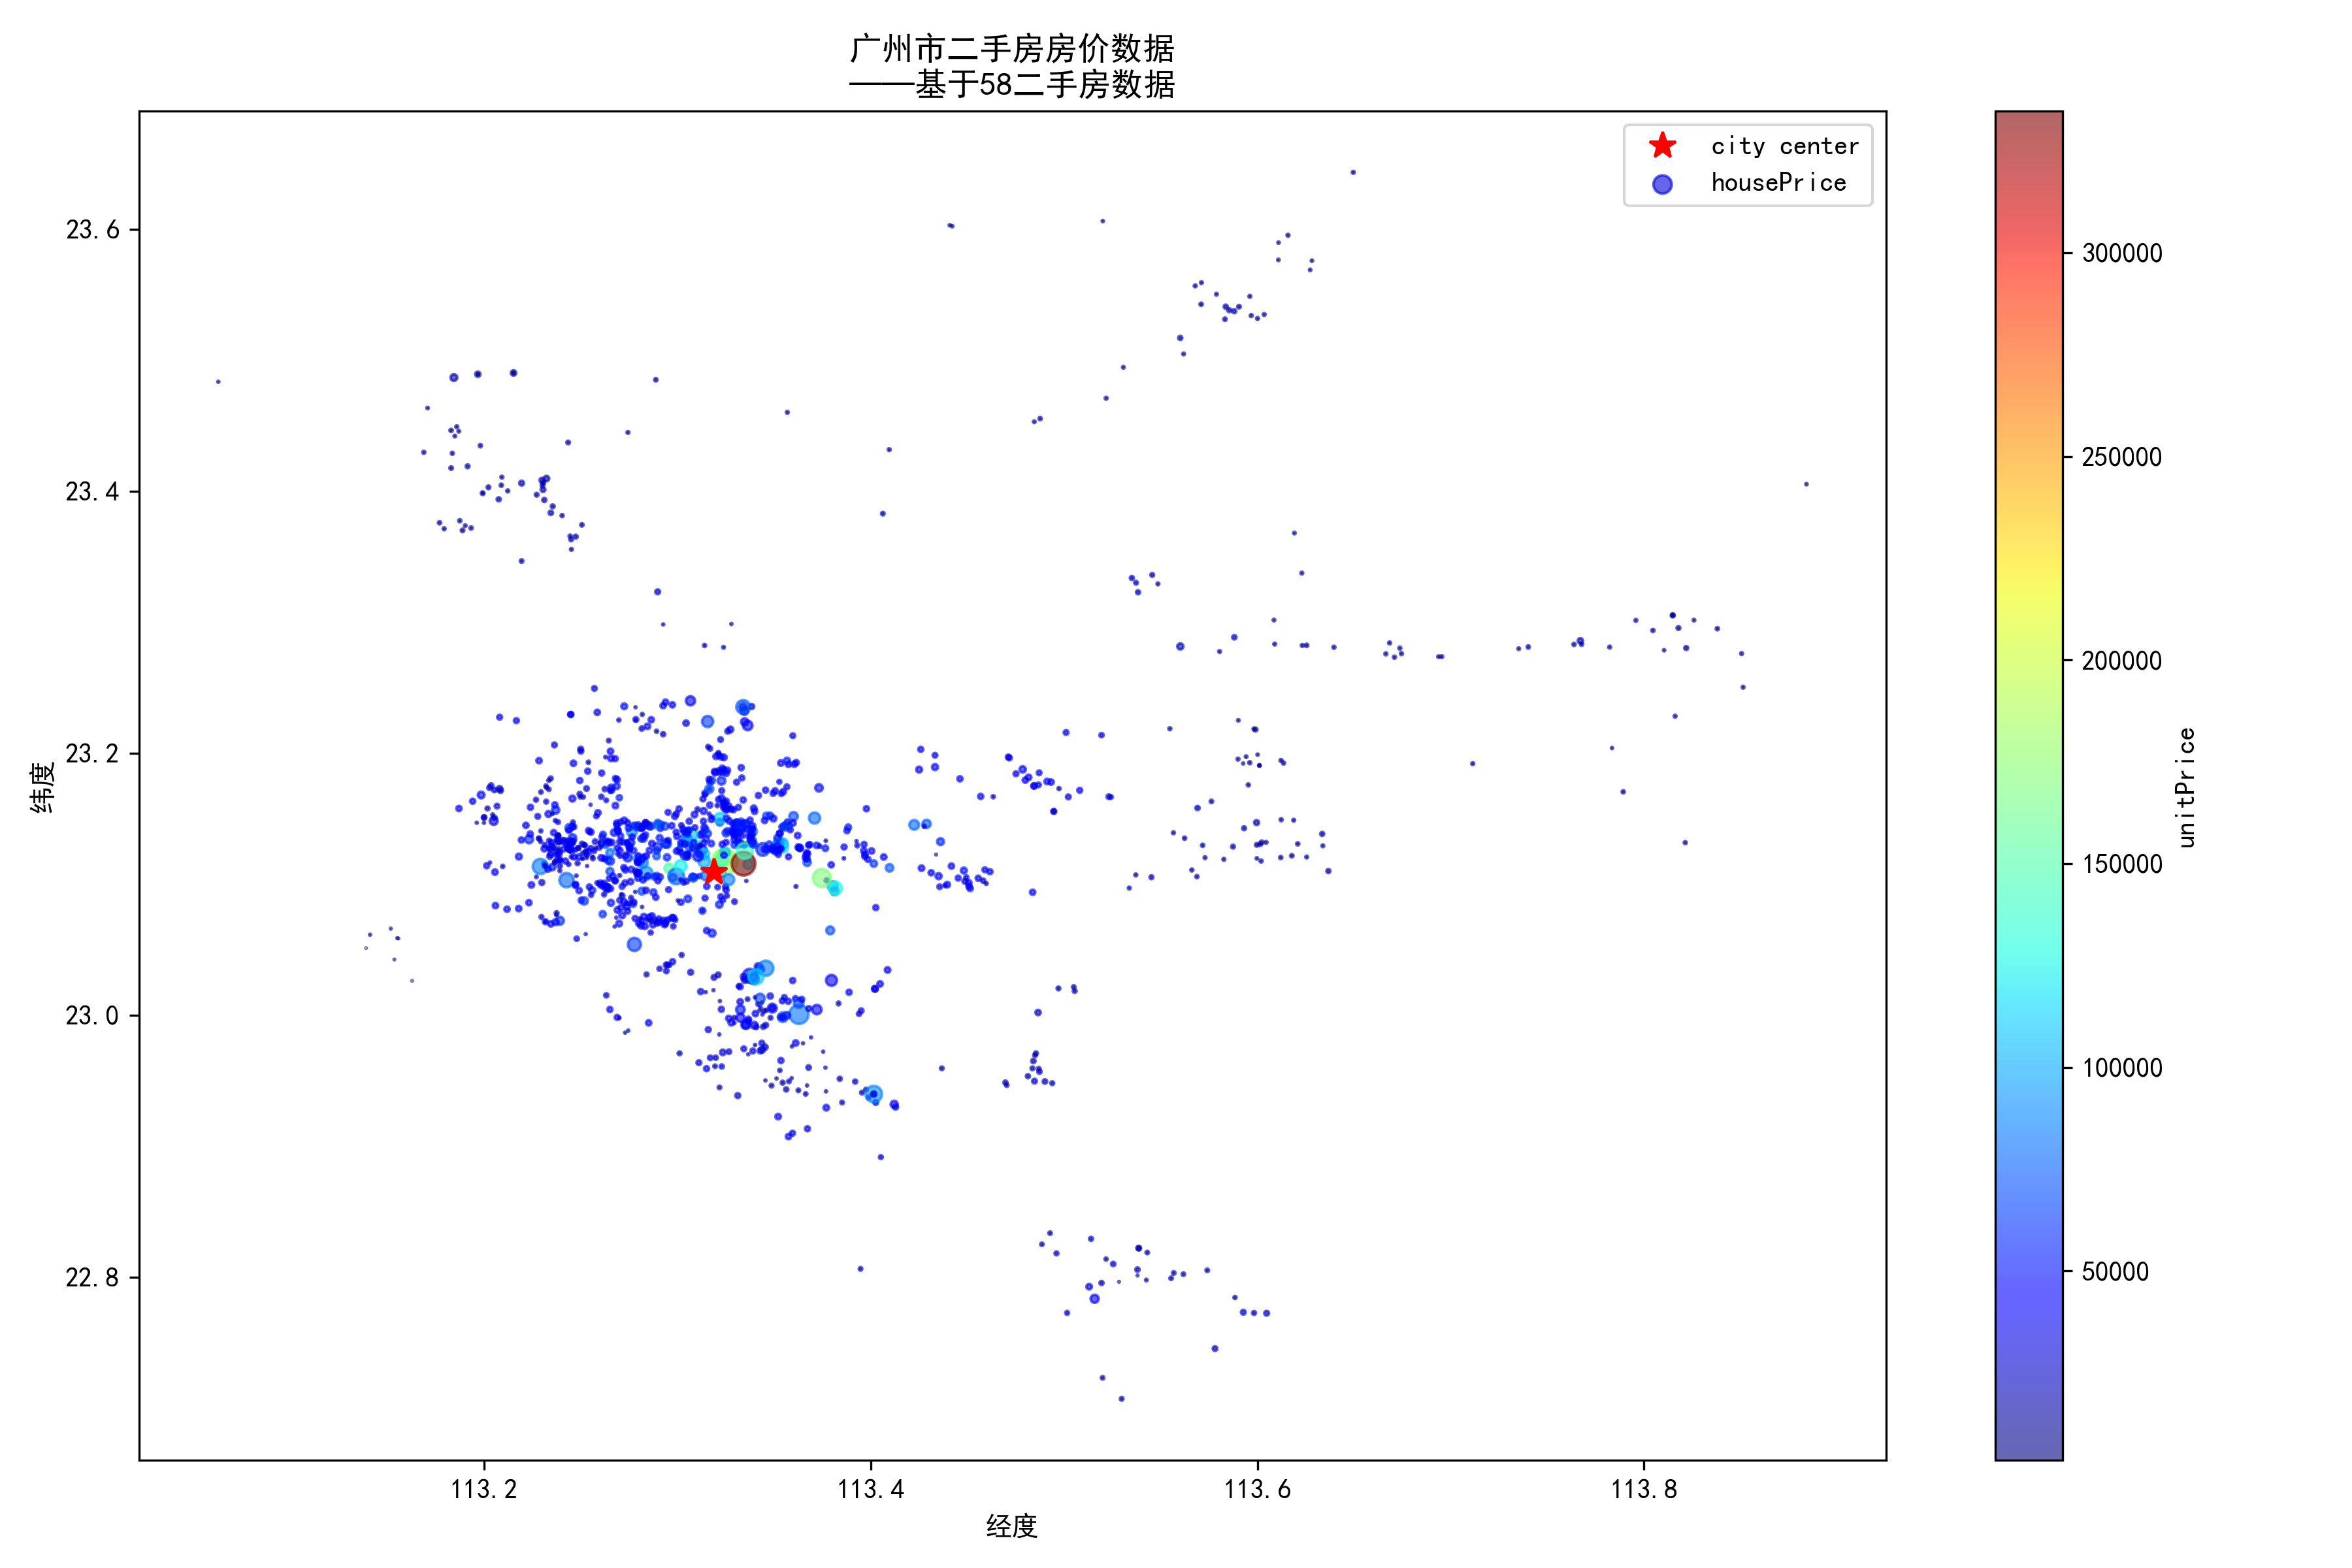 广州市二手房房价数据
——基于58二手房数据
city center
housePrice
23.6
23.4
23.2
23.0
22.8
纬度
113.2
113.4
113.6
113.8
经度
300000
250000
200000
150000
100000
50000
unitPrice